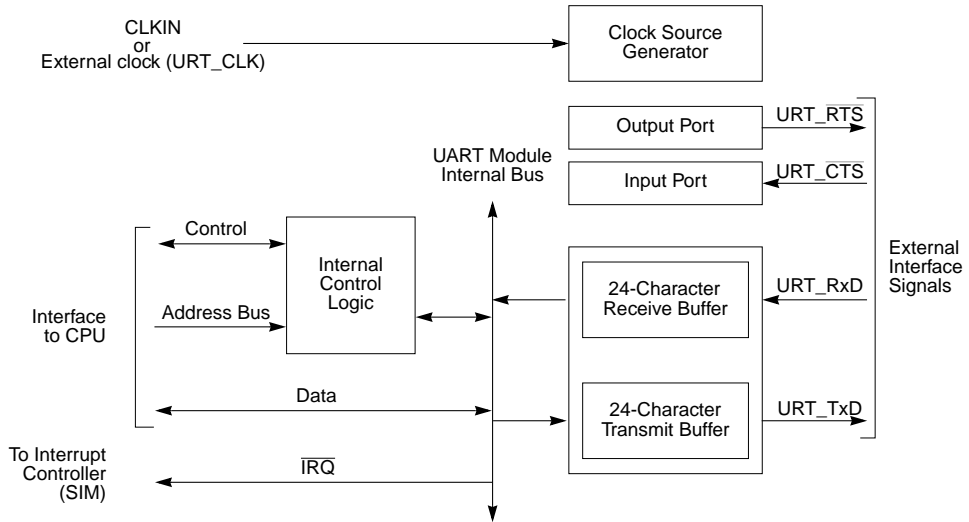 CLKIN
or
External clock (URT_CLK)
Clock Source
Generator
Output Port
URT_RTS
UART Module
Internal Bus
Input Port
URT_CTS
Control
Internal
Control
Logic
Address Bus
Interface
to CPU
24-Character
Receive Buffer
URT_RxD
External
Interface
Signals
Data
24-Character
Transmit Buffer
URT_TxD
To Interrupt
Controller
(SIM)
IRQ